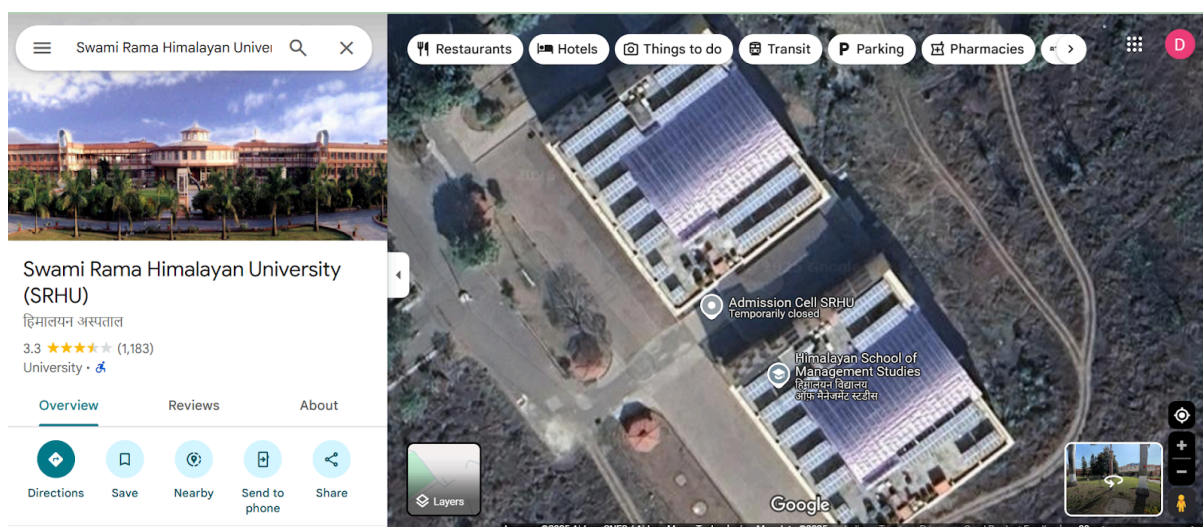 Swami Rama Himalayan Univer
Restaurants
Hotels
Things to do
Transit
P Parking
Pharmacies
D
Swami Rama Himalayan University
(SRHU)
हिमालयन अस्पताल
3.3 (1,183)
University ·
Overview Reviews About
Directions
Save
Nearby
Send to
phone
Share
Admission Cell SRHU
Temporarily closed
Himalayan School of
Management Studies
हिमालयन विद्यालय
ऑफ मैनेजमेंट स्टडीस
Layers
Google